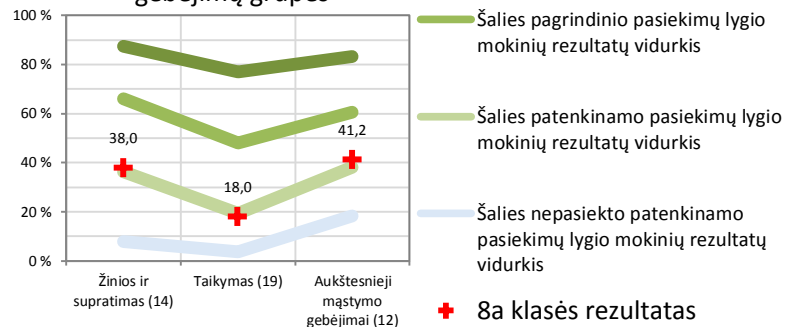 gebėjimų grupes
100 %
80 %
60 %
40 %
20 %
0 %
38,0
18,0
41,2
Žinios ir
supratimas (14)
Taikymas (19)
Aukštesnieji
mąstymo
gebėjimai (12)
Šalies pagrindinio pasiekimų lygio
mokinių rezultatų vidurkis
Šalies patenkinamo pasiekimų lygio
mokinių rezultatų vidurkis
Šalies nepasiekto patenkinamo
pasiekimų lygio mokinių rezultatų
vidurkis
8a klasės rezultatas